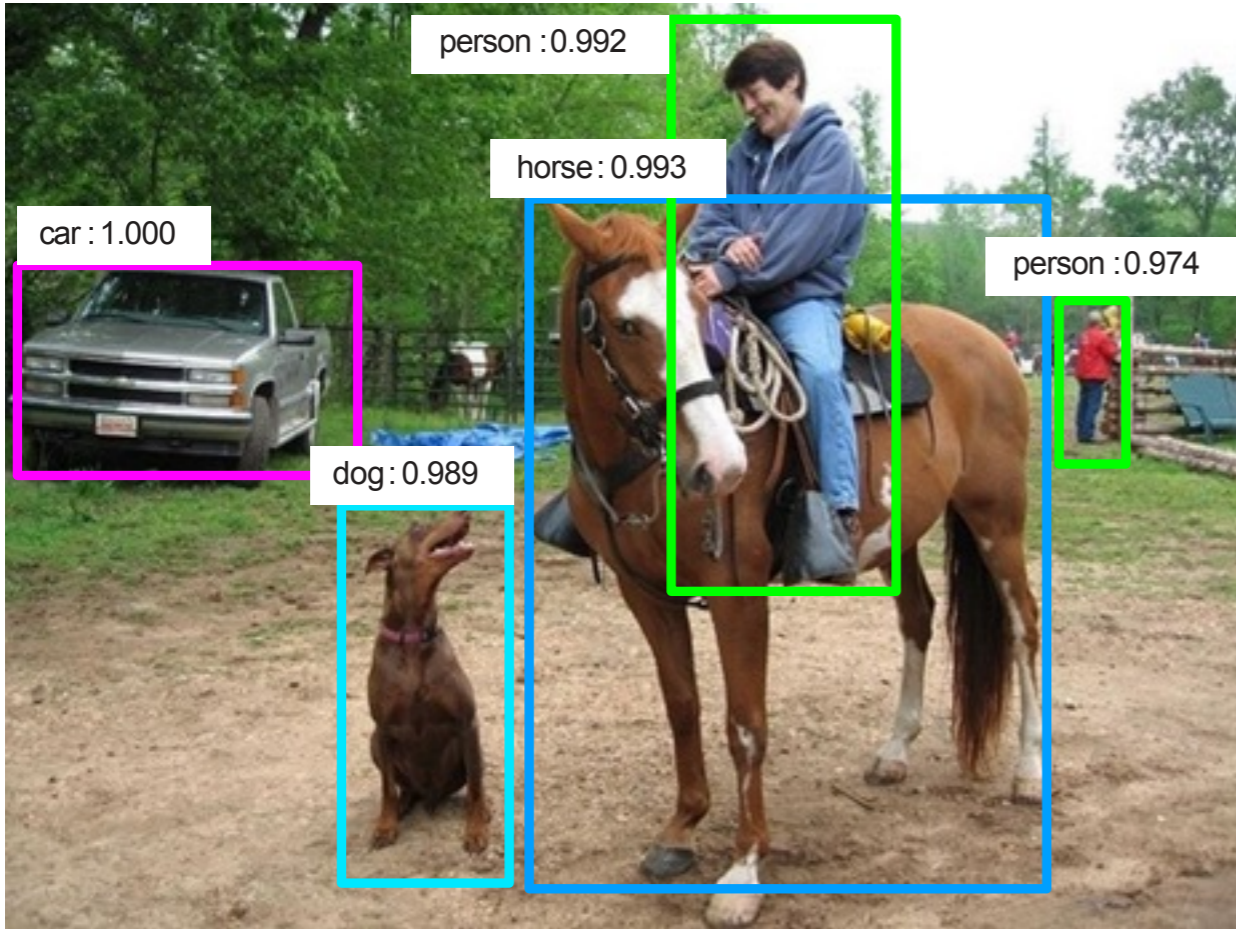 person : 0.992
horse : 0.993
car : 1.000
person : 0.974
dog : 0.989